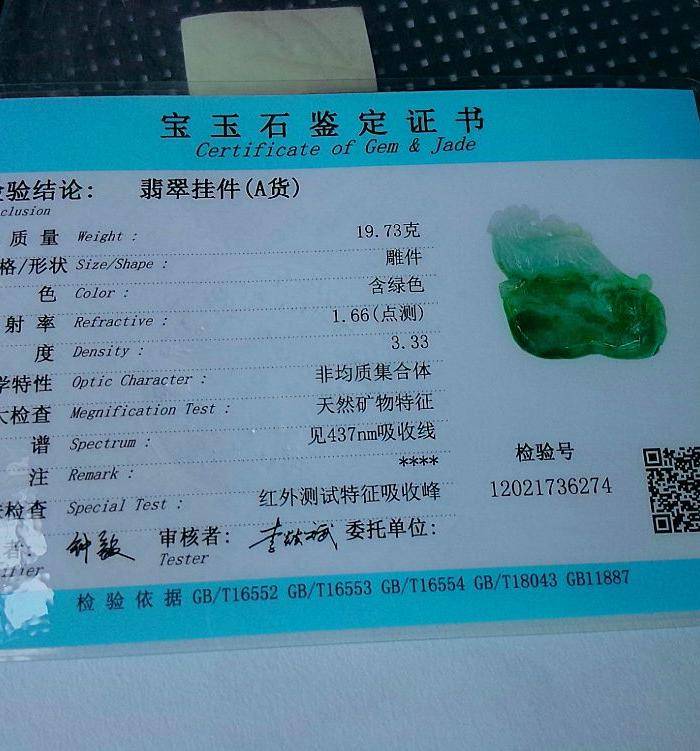 宝玉石鉴定证书
Certificate of Gem & Jade
验结论: 翡翠挂件(A货)
clusion
质量 Weight : 19.73克
格/形状 Size/Shape : 雕件
色 Color : 含绿色
射率 Refractive : 1.66(点测)
度 Density : 3.33
学特性 Optic Character : 非均质集合体
大检查 Megnification Test : 天然矿物特征
谱 Spectrum : 见437nm吸收线
注 Remark : ****
检查 Special Test : 红外测试特征吸收峰
检验号
12021736274
者: 审核者: 委托单位:
ifier Tester
检验依据 GB/T16552 GB/T16553 GB/T16554 GB/T18043 GB11887